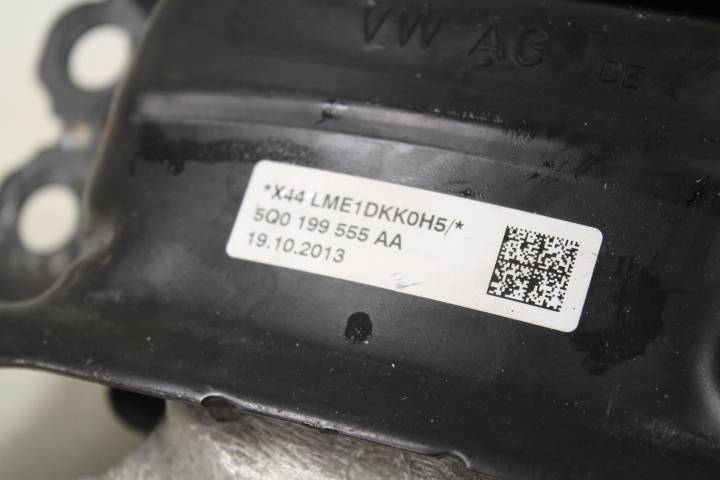 VW AG
DE
*X44 LME1DKK0H5/*
5Q0 199 555 AA
19.10.2013